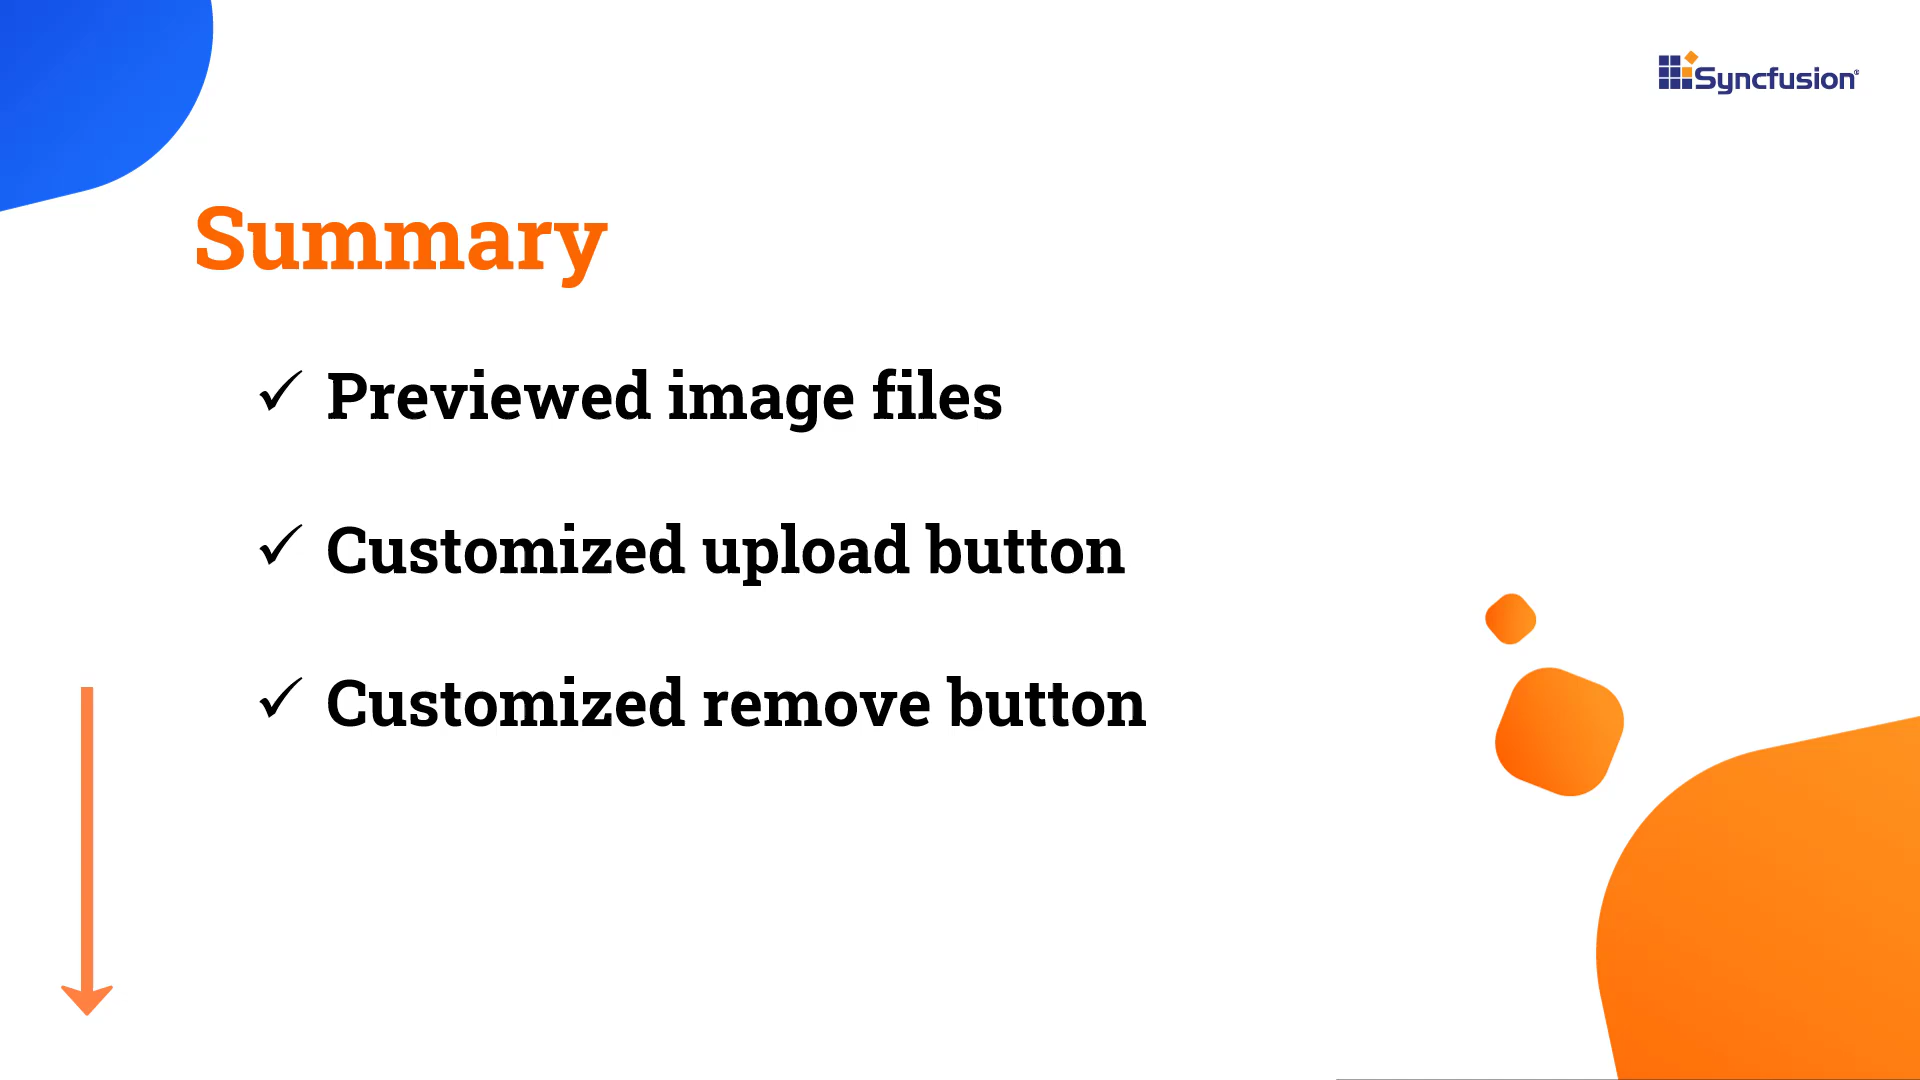 Syncfusion®
Summary
✓ Previewed image files
✓ Customized upload button
✓ Customized remove button